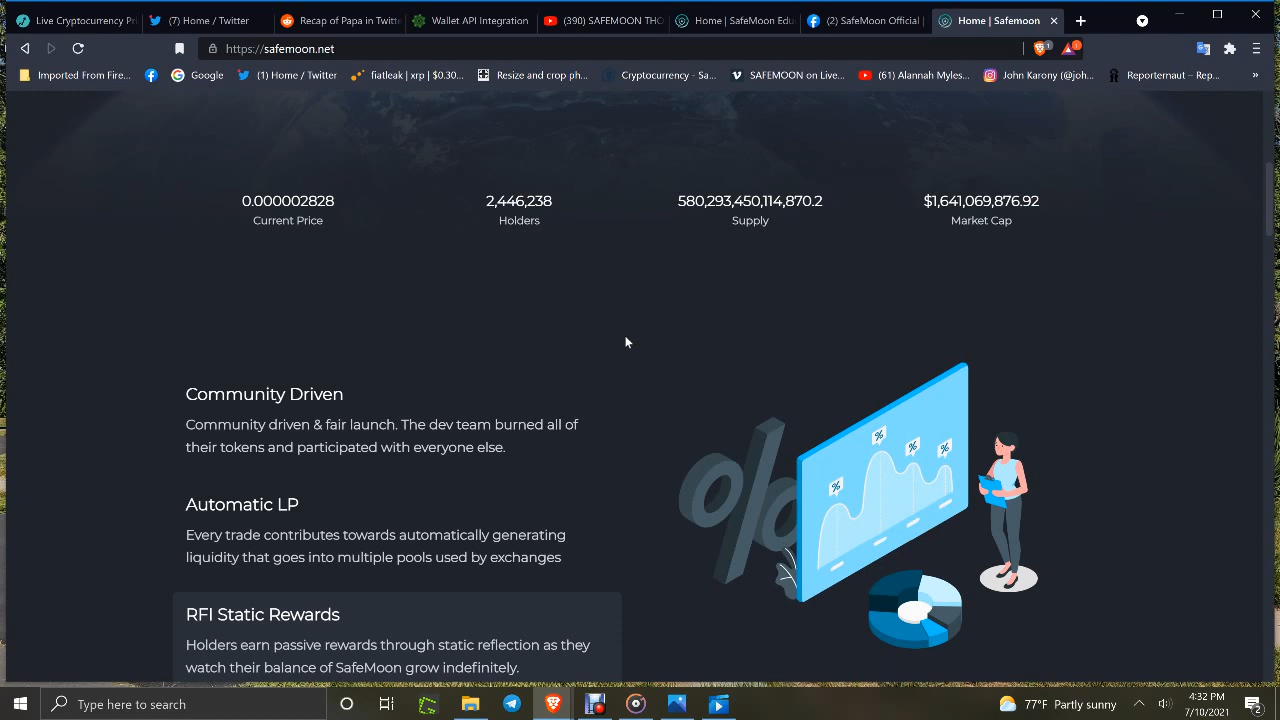 Live Cryptocurrency Pri
(7) Home / Twitter
Recap of Papa in Twitte
Wallet API Integration
(390) SAFEMOON THO
Home | SafeMoon Edu
(2) SafeMoon Official
Home | Safemoon
https://safemoon.net
1
1
Imported From Fire...
Google
(1) Home / Twitter
fiatleak | xrp | $0.30...
Resize and crop ph...
Cryptocurrency - Sa...
SAFEMOON on Live...
(61) Alannah Myles...
John Karony (@joh...
Reporternaut – Rep...
0.000002828
Current Price
2,446,238
Holders
580,293,450,114,870.2
Supply
$1,641,069,876.92
Market Cap
Community Driven
Community driven & fair launch. The dev team burned all of
their tokens and participated with everyone else.
Automatic LP
Every trade contributes towards automatically generating
liquidity that goes into multiple pools used by exchanges
RFI Static Rewards
Holders earn passive rewards through static reflection as they
watch their balance of SafeMoon grow indefinitely.
%
%
%
%
%
Type here to search
77°F Partly sunny
4:32 PM
7/10/2021
2